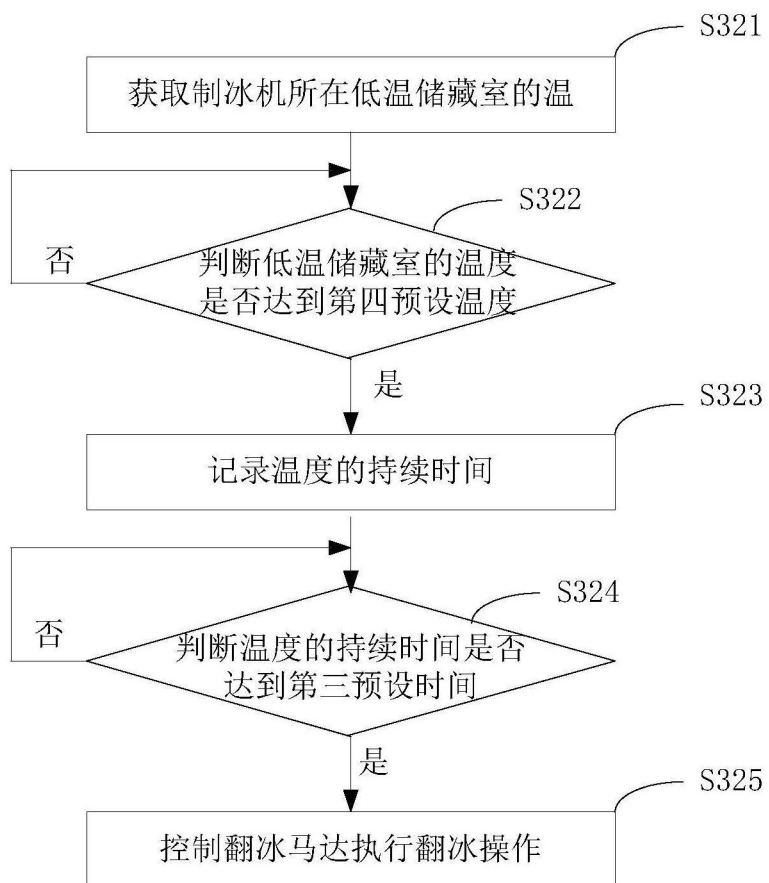 S321
获取制冰机所在低温储藏室的温
S322
判断低温储藏室的温度
是否达到第四预设温度
否
是
S323
记录温度的持续时间
S324
判断温度的持续时间是否
达到第三预设时间
否
是
S325
控制翻冰马达执行翻冰操作